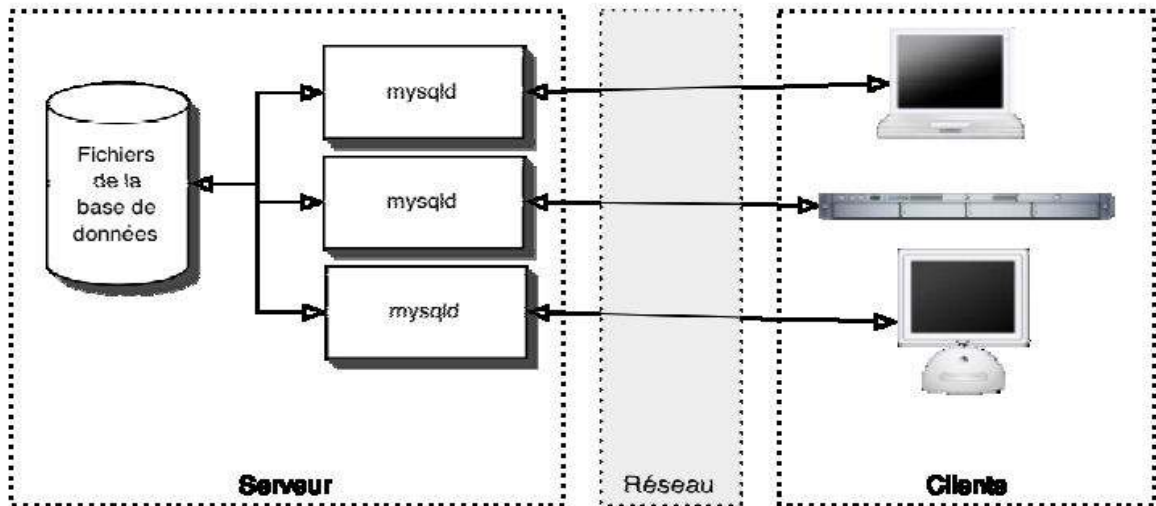 mysqld
Fichiers
de la
base de
données
mysqld
mysqld
Serveur
Réseau
Clients